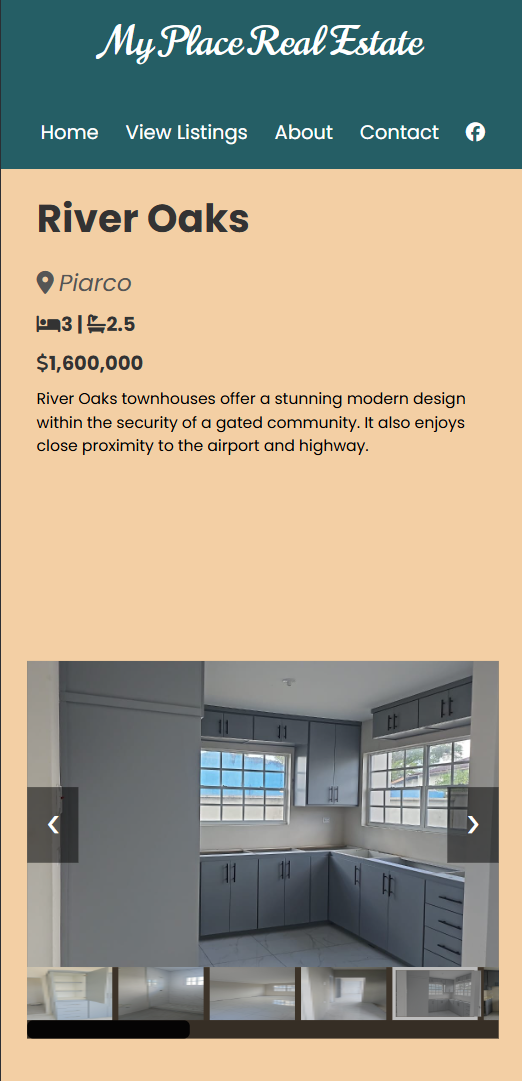 My Place Real Estate
Home View Listings About Contact
River Oaks
Piarco
3 | 2.5
$1,600,000
River Oaks townhouses offer a stunning modern design
within the security of a gated community. It also enjoys
close proximity to the airport and highway.